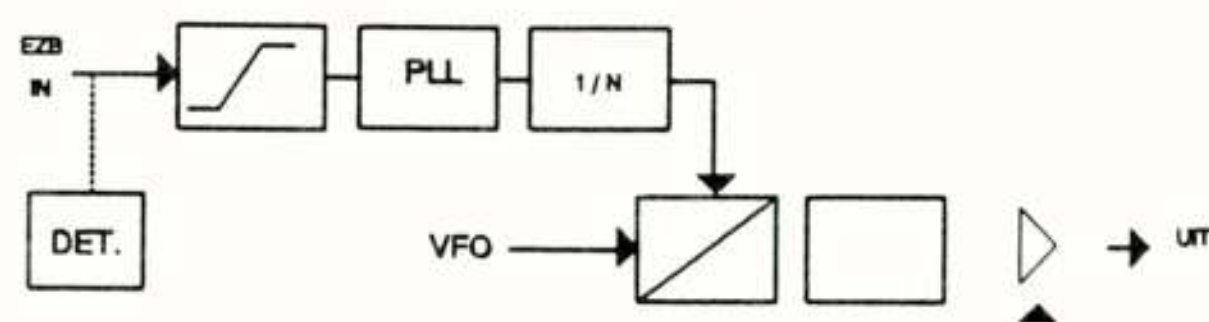 EZB
IN
PLL
1/N
DET.
VFO
UIT